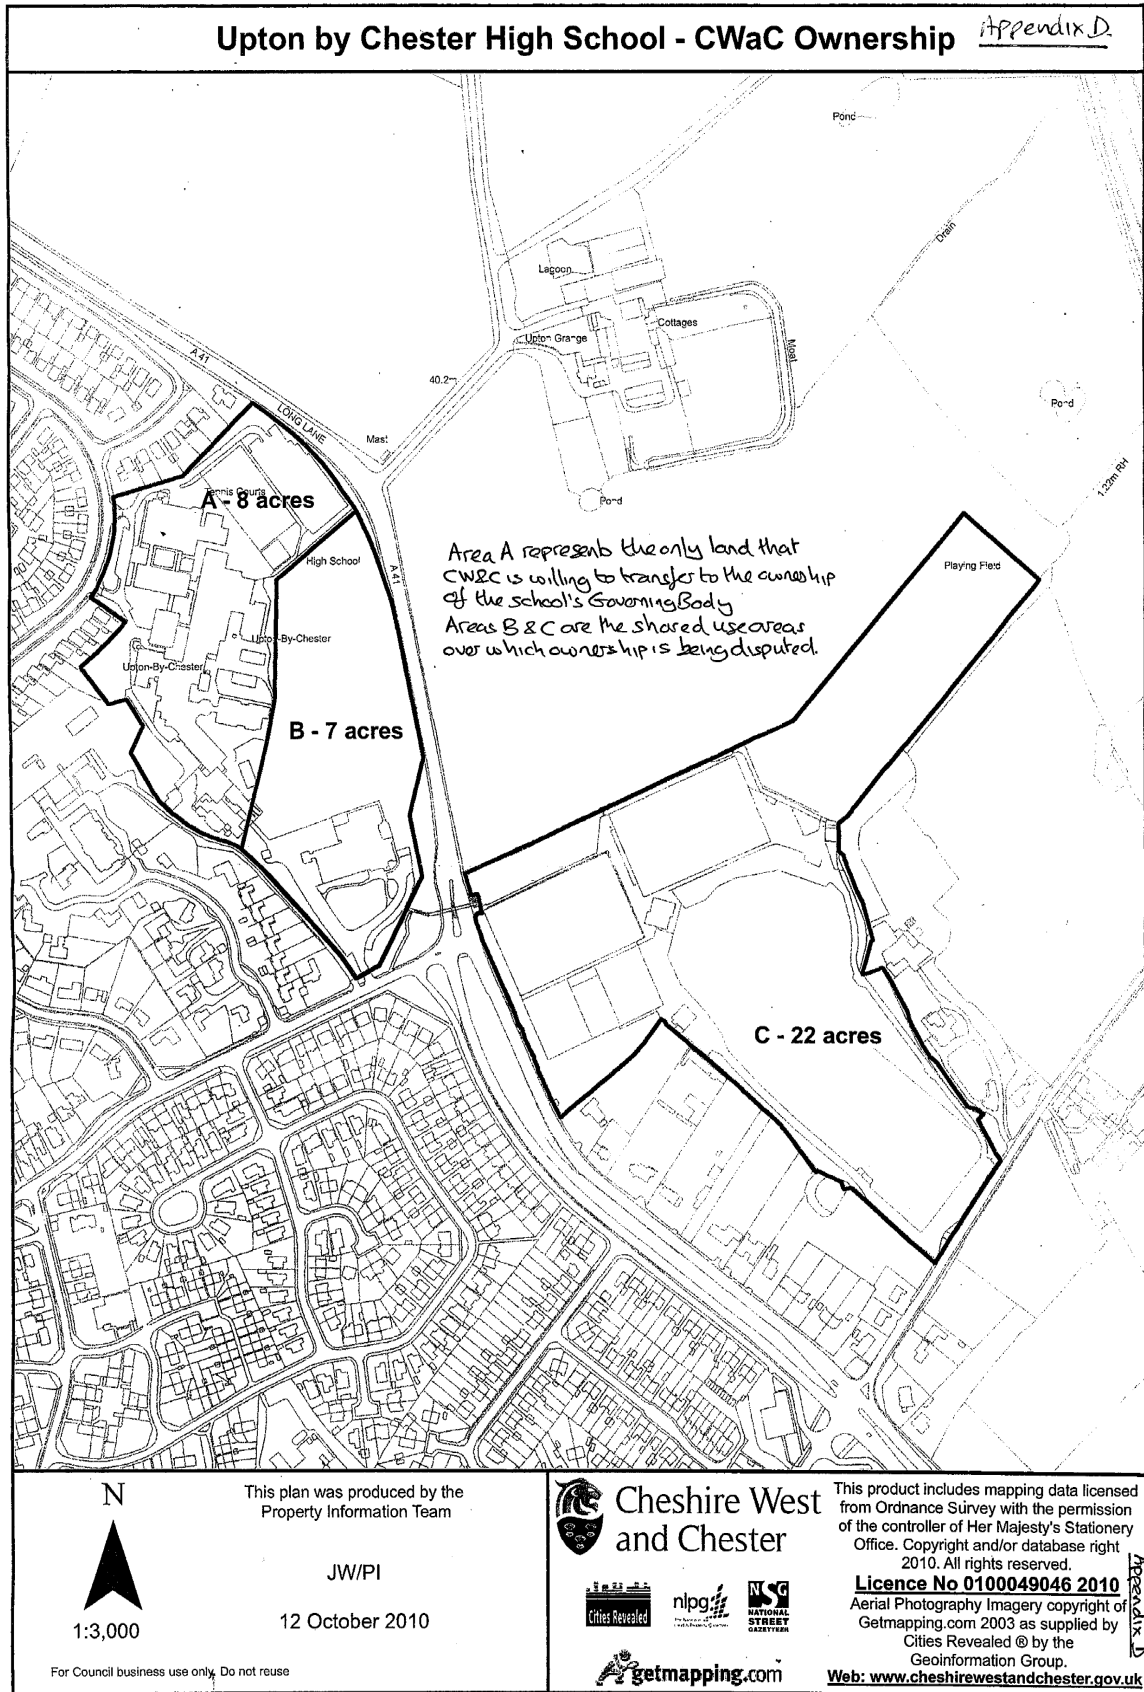 Upton by Chester High School - CWaC Ownership
Appendix D.
Pond
Drain
Lagoon
Cottages
Upton Grange
Moat
A 41
40.2m
Pond
LONG LANE
Mast
1.22m RH
Tennis Courts
A - 8 acres
Pond
High School
A 41
Playing Field
Area A represents the only land that
CW&C is willing to transfer to the ownership
of the school's Governing Body
Areas B & C are the shared use areas
over which ownership is being disputed.
Upton-By-Chester
Upton-By-Chester
B - 7 acres
C - 22 acres
N
1:3,000
This plan was produced by the
Property Information Team
JW/PI
12 October 2010
For Council business use only. Do not reuse
Cheshire West
and Chester
Cities Revealed
nlpg
NSG
NATIONAL
STREET
GAZETTEER
getmapping.com
This product includes mapping data licensed
from Ordnance Survey with the permission
of the controller of Her Majesty's Stationery
Office. Copyright and/or database right
2010. All rights reserved.
Licence No 0100049046 2010
Aerial Photography Imagery copyright of
Getmapping.com 2003 as supplied by
Cities Revealed ® by the
Geoinformation Group.
Web: www.cheshirewestandchester.gov.uk
Appendix D